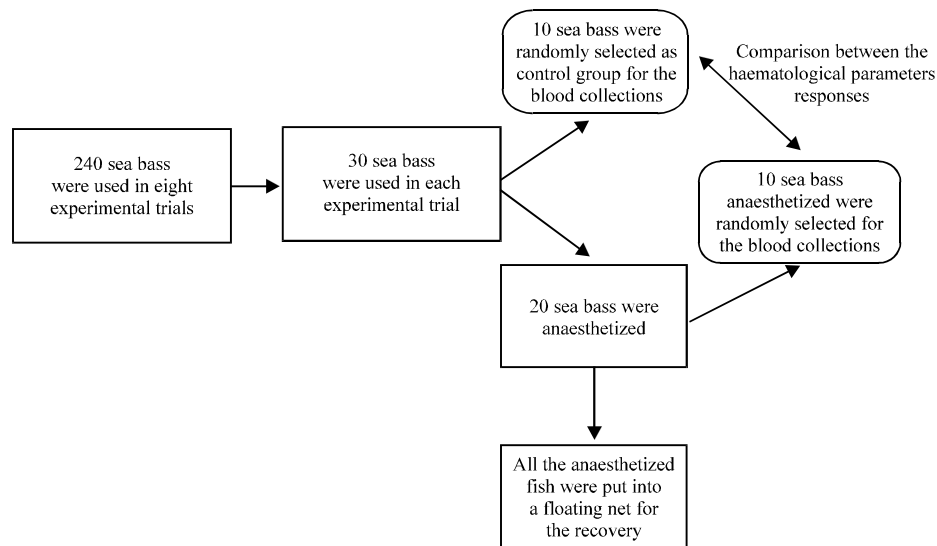 240 sea bass
were used in eight
experimental trials
30 sea bass
were used in each
experimental trial
10 sea bass were
randomly selected as
control group for the
blood collections
Comparison between the
haematological parameters
responses
10 sea bass
anaesthetized were
randomly selected for
the blood collections
20 sea bass were
anaesthetized
All the anaesthetized
fish were put into
a floating net for
the recovery